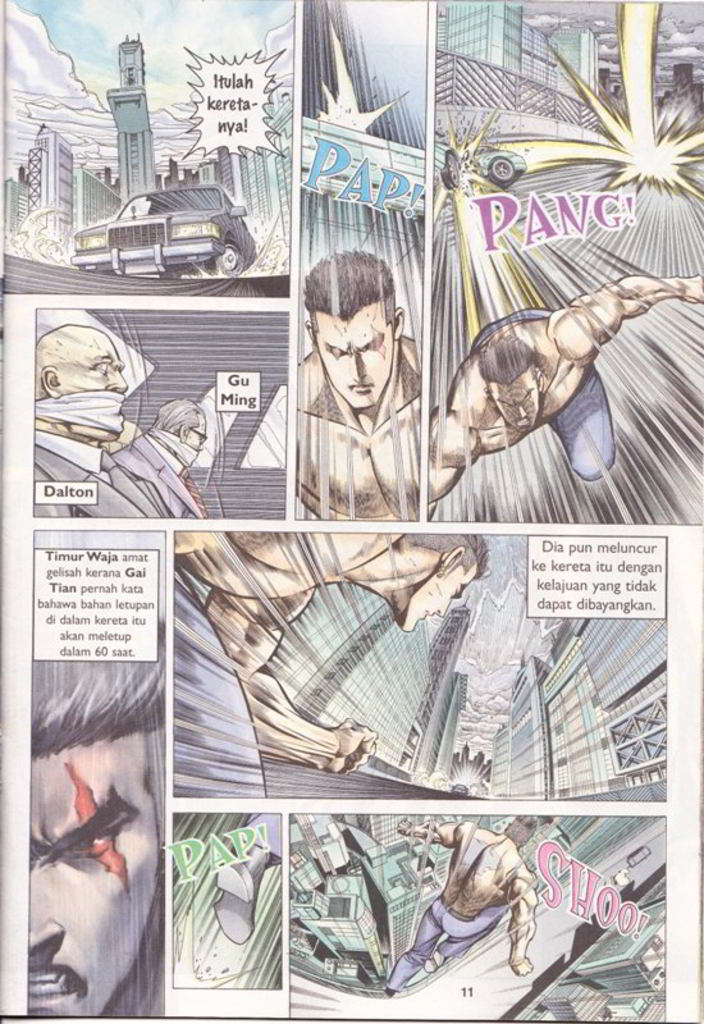 Itulah
kereta-
nya!
PAP!
PANG!
Gu
Ming
Dalton
Timur Waja amat
gelisah kerana Gai
Tian pernah kata
bahawa bahan letupan
di dalam kereta itu
akan meletup
dalam 60 saat.
Dia pun meluncur
ke kereta itu dengan
kelajuan yang tidak
dapat dibayangkan.
PAP!
SHOO!
11